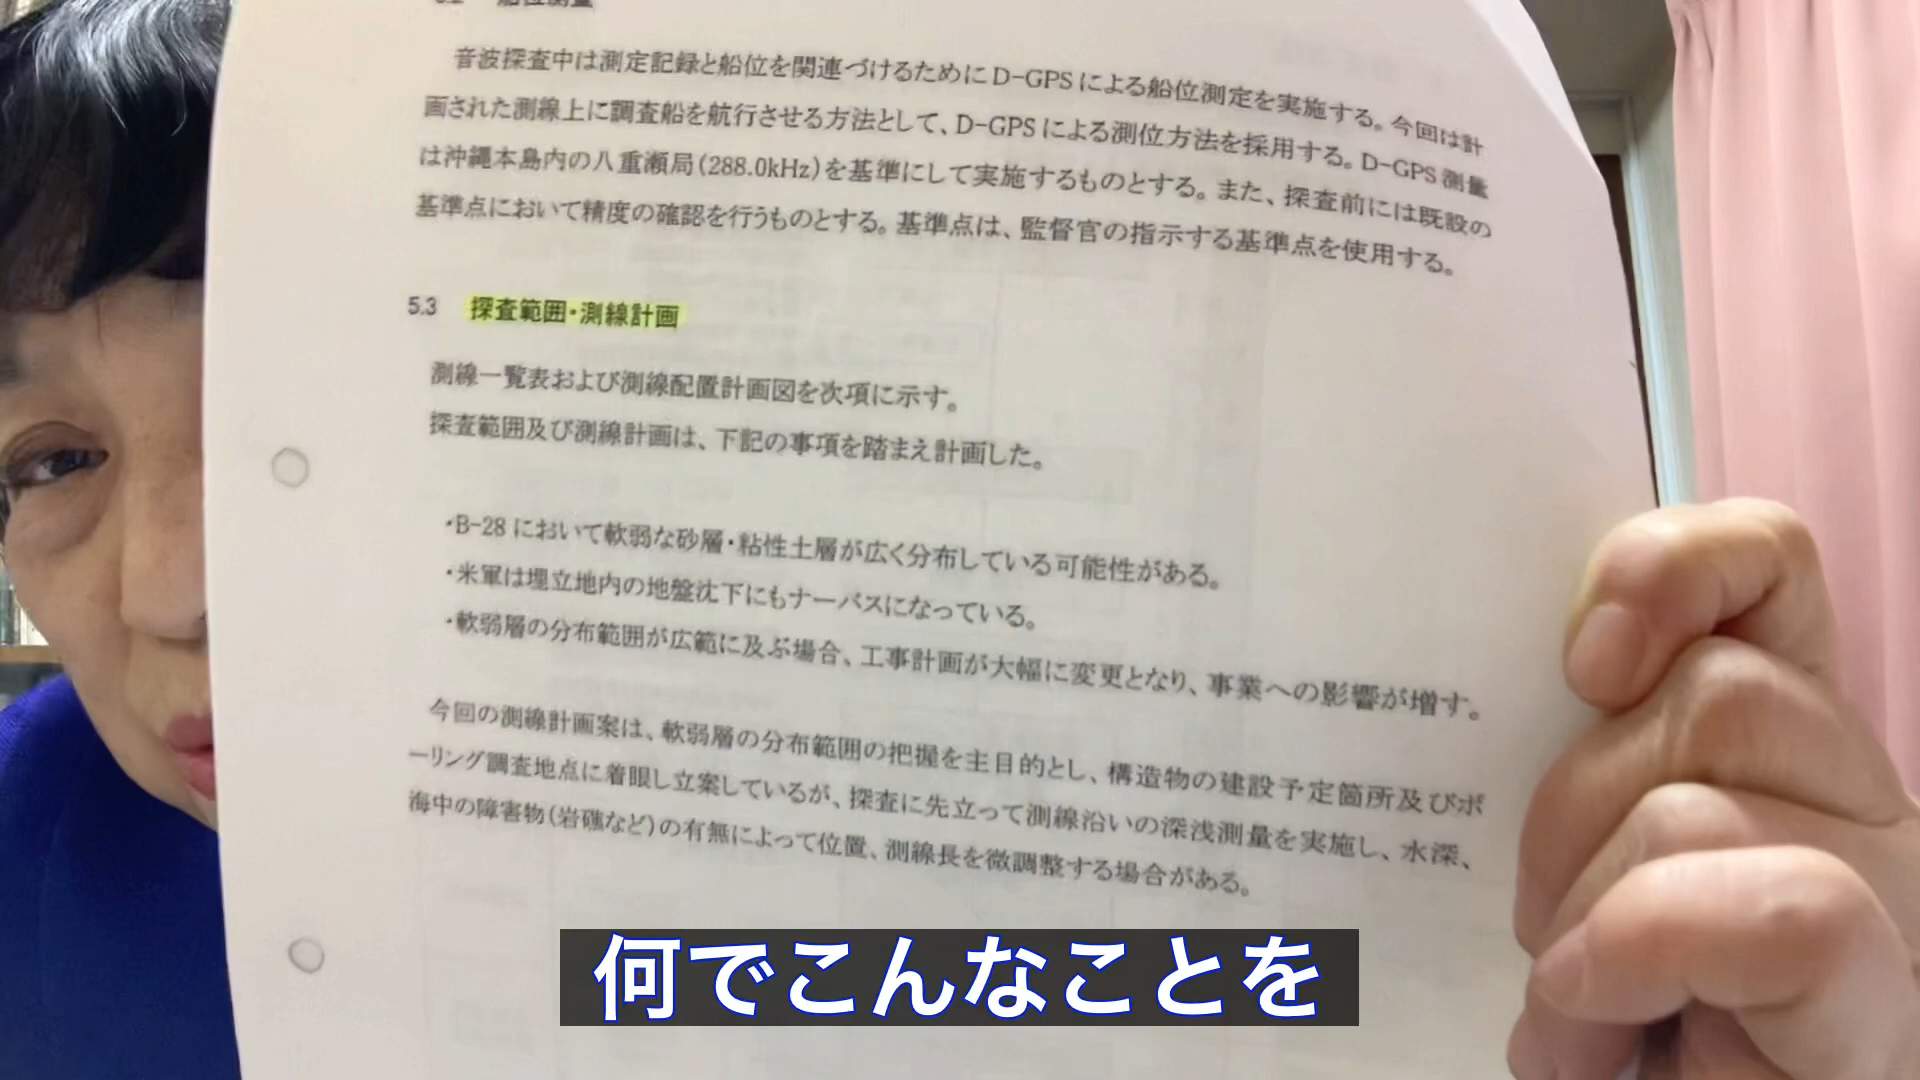 5.2 船位測量
音波探査中は測定記録と船位を関連づけるためにD-GPSによる船位測定を実施する。今回は計
画された測線上に調査船を航行させる方法として、D-GPSによる測位方法を採用する。D-GPS測量
は沖縄本島内の八重瀬局(288.0kHz)を基準にして実施するものとする。また、探査前には既設の
基準点において精度の確認を行うものとする。基準点は、監督官の指示する基準点を使用する。
5.3 探査範囲・測線計画
測線一覧表および測線配置計画図を次項に示す。
探査範囲及び測線計画は、下記の事項を踏まえ計画した。
・B-28において軟弱な砂層・粘性土層が広く分布している可能性がある。
・米軍は埋立地内の地盤沈下にもナーバスになっている。
・軟弱層の分布範囲が広範に及ぶ場合、工事計画が大幅に変更となり、事業への影響が増す。
今回の測線計画案は、軟弱層の分布範囲の把握を主目的とし、構造物の建設予定箇所及びボ
ーリング調査地点に着眼し立案しているが、探査に先立って測線沿いの深浅測量を実施し、水深、
海中の障害物(岩礁など)の有無によって位置、測線長を微調整する場合がある。
何でこんなことを